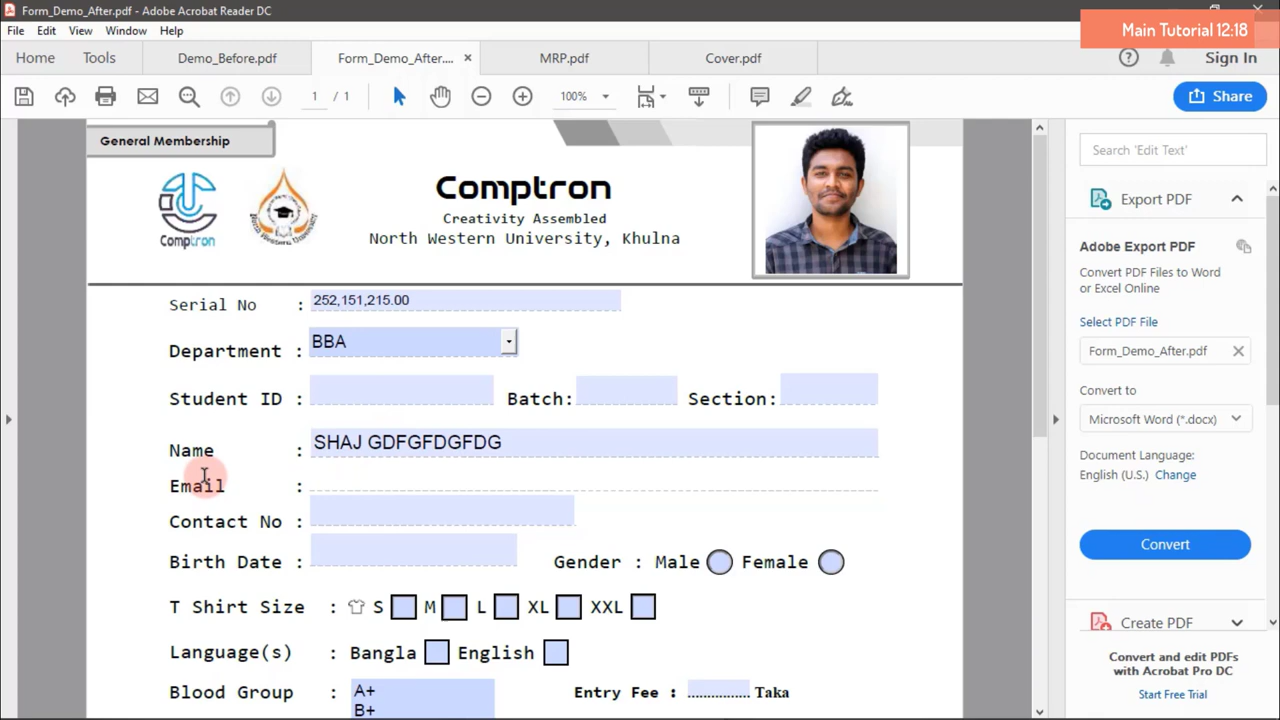 Form_Demo_After.pdf - Adobe Acrobat Reader DC
Main Tutorial 12:18
File Edit View Window Help
Home Tools Demo_Before.pdf Form_Demo_After.... × MRP.pdf Cover.pdf Sign In
1 / 1 100% Share
General Membership
Comptron
Comptron
Creativity Assembled
North Western University, Khulna
Serial No : 252,151,215.00
Department : BBA
Student ID : Batch: Section:
Name : SHAJ GDFGFDGFDG
Email :
Contact No :
Birth Date : Gender : Male Female
T Shirt Size : S M L XL XXL
Language(s) : Bangla English
Blood Group : A+ Entry Fee : ............... Taka
B+
Search 'Edit Text'
Export PDF
Adobe Export PDF
Convert PDF Files to Word
or Excel Online
Select PDF File
Form_Demo_After.pdf
Convert to
Microsoft Word (*.docx)
Document Language:
English (U.S.) Change
Convert
Create PDF
Convert and edit PDFs
with Acrobat Pro DC
Start Free Trial